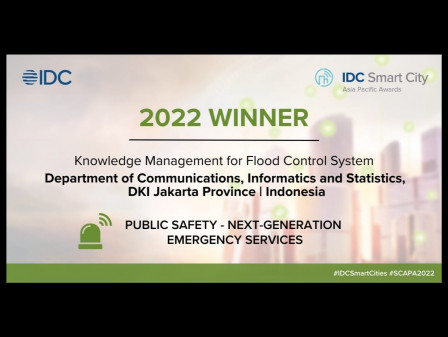 IDC
IDC Smart City
Asia Pacific Awards
2022 WINNER
Knowledge Management for Flood Control System
Department of Communications, Informatics and Statistics,
DKI Jakarta Province | Indonesia
PUBLIC SAFETY - NEXT-GENERATION
EMERGENCY SERVICES
#IDCSmartCities #SCAPA2022